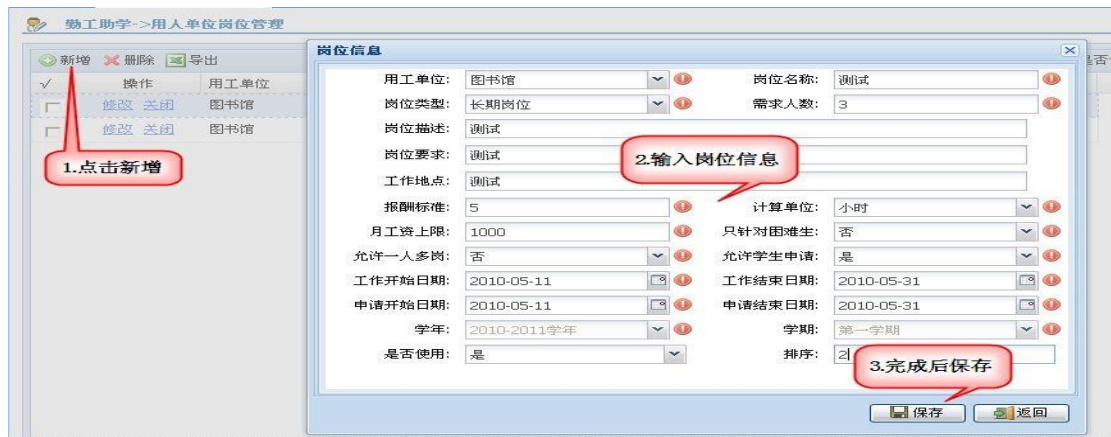 勤工助学->用人单位岗位管理
新增 删除 导出
√ 操作 用工单位
修改 关闭 图书馆
修改 关闭 图书馆
1.点击新增
岗位信息
用工单位: 图书馆 岗位名称: 测试
岗位类型: 长期岗位 需求人数: 3
岗位描述: 测试
岗位要求: 测试
2.输入岗位信息
工作地点: 测试
报酬标准: 5 计算单位: 小时
月工资上限: 1000 只针对困难生: 否
允许一人多岗: 否 允许学生申请: 是
工作开始日期: 2010-05-11 工作结束日期: 2010-05-31
申请开始日期: 2010-05-11 申请结束日期: 2010-05-31
学年: 2010-2011学年 学期: 第一学期
是否使用: 是 排序: 2
3.完成后保存
保存 返回